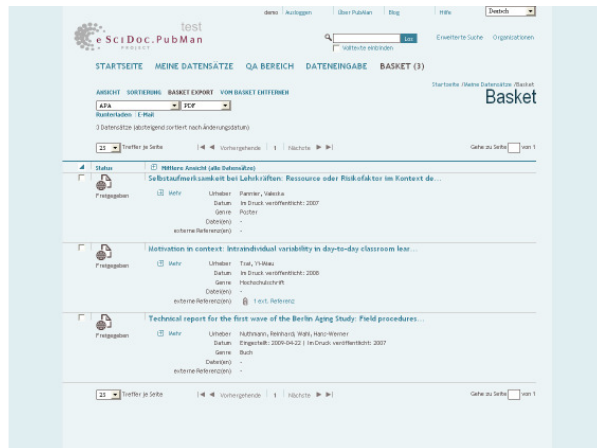 demo Ausloggen Über PubMan Blog Hilfe Deutsch
test
eSciDoc.PubMan
PROJECT
Los Erweiterte Suche Organisationen
Volltexte einbinden
STARTSEITE MEINE DATENSÄTZE QA BEREICH DATENEINGABE BASKET (3)
Startseite /Meine Datensätze /Basket
Basket
ANSICHT SORTIERUNG BASKET EXPORT VOM BASKET ENTFERNEN
APA PDF
Runterladen | E-Mail
3 Datensätze (absteigend sortiert nach Änderungsdatum)
25 Treffer je Seite Vorhergehende 1 Nächste Gehe zu Seite von 1
Status Mittlere Ansicht (alle Datensätze)
Selbstaufmerksamkeit bei Lehrkräften: Ressource oder Risikofaktor im Kontext de...
Freigegeben Mehr Urheber Pannier, Valeska
Datum Im Druck veröffentlicht: 2007
Genre Poster
Datei(en) -
externe Referenz(en) -
Motivation in context: Intraindividual variability in day-to-day classroom lear...
Freigegeben Mehr Urheber Tsai, Yi-Miau
Datum Im Druck veröffentlicht: 2008
Genre Hochschulschrift
Datei(en) -
externe Referenz(en) 1 ext. Referenz
Technical report for the first wave of the Berlin Aging Study: Field procedures...
Freigegeben Mehr Urheber Nuthmann, Reinhard; Wahl, Hans-Werner
Datum Eingestellt: 2009-04-22 | Im Druck veröffentlicht: 2007
Genre Buch
Datei(en) -
externe Referenz(en) -
25 Treffer je Seite Vorhergehende 1 Nächste Gehe zu Seite von 1